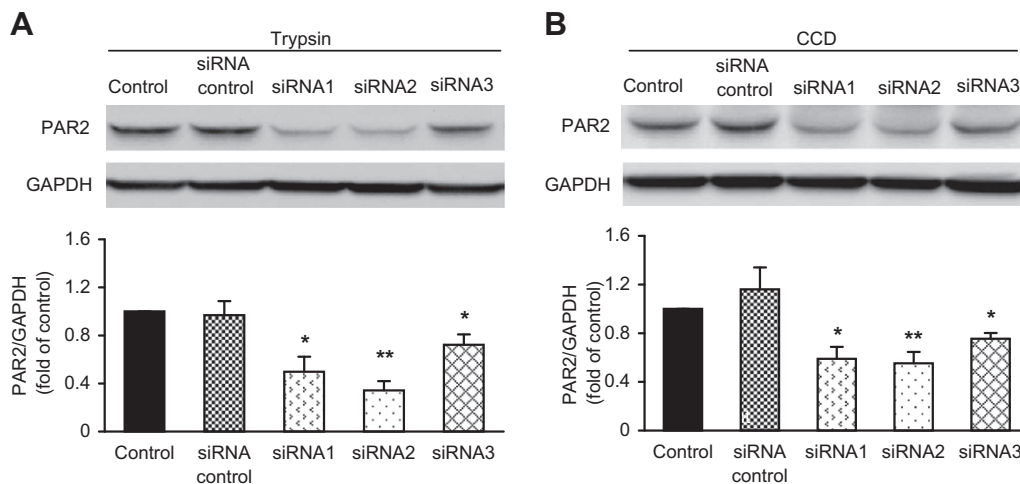 A
Trypsin
Control
siRNA
control
siRNA1
siRNA2
siRNA3
PAR2
GAPDH
PAR2/GAPDH
(fold of control)
1.6
1.2
0.8
0.4
0
*
**
*
Control
siRNA
control
siRNA1
siRNA2
siRNA3
B
CCD
Control
siRNA
control
siRNA1
siRNA2
siRNA3
PAR2
GAPDH
PAR2/GAPDH
(fold of control)
1.6
1.2
0.8
0.4
0
*
**
*
Control
siRNA
control
siRNA1
siRNA2
siRNA3